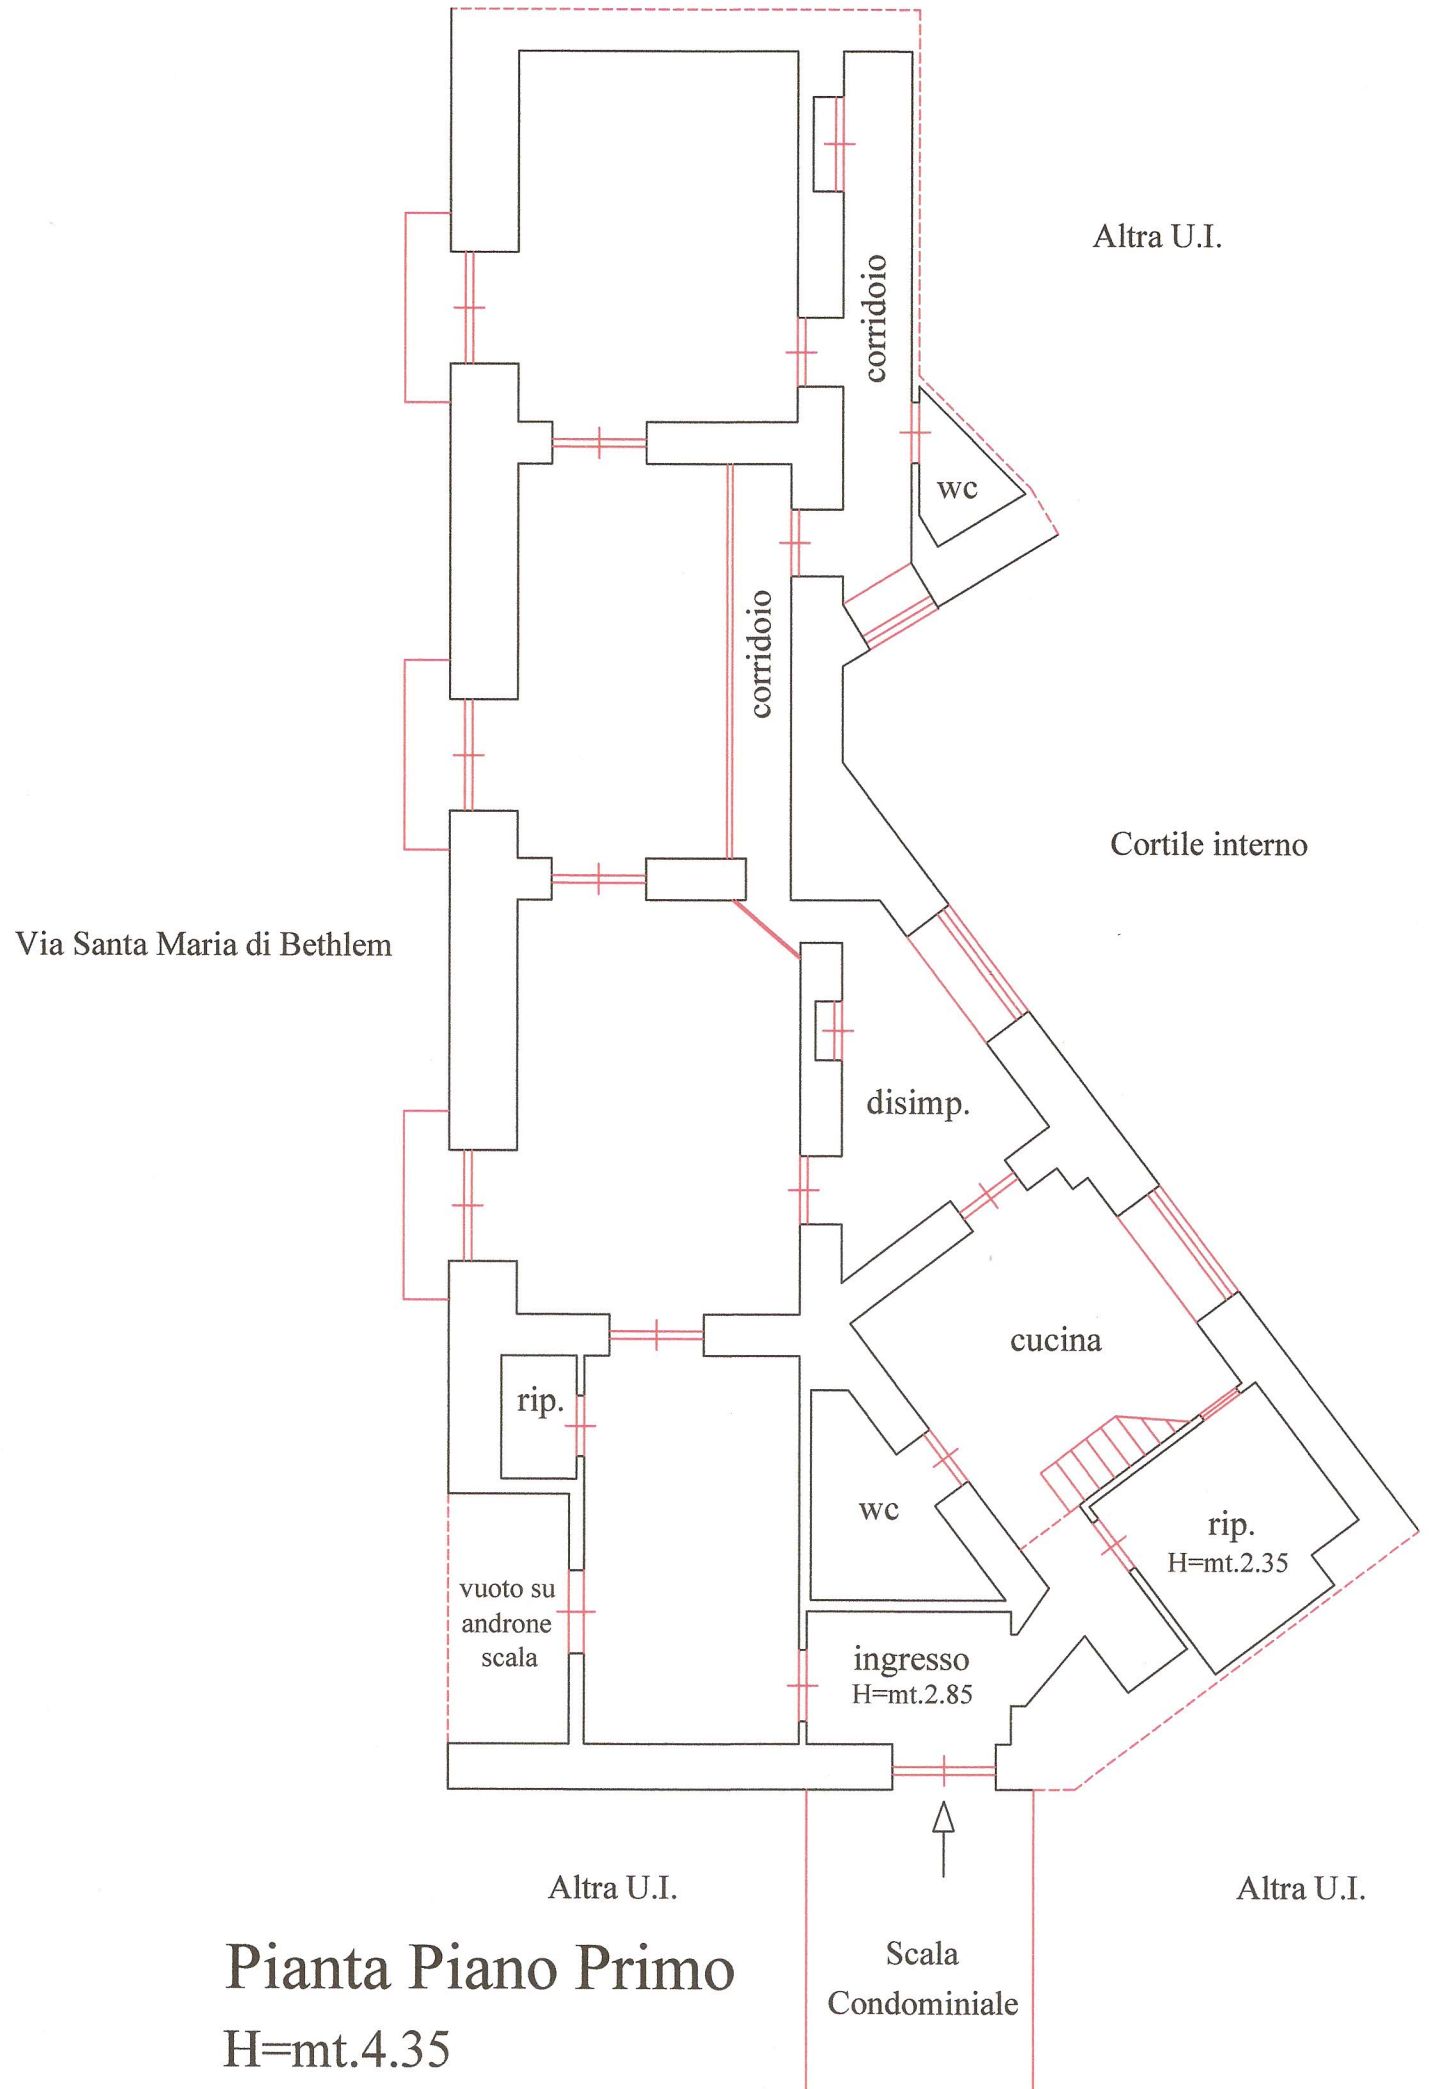 Altra U.I.
corridoio
wc
corridoio
Cortile interno
Via Santa Maria di Bethlem
disimp.
cucina
rip.
wc
rip.
H=mt.2.35
vuoto su
androne
scala
ingresso
H=mt.2.85
Altra U.I.
Altra U.I.
Scala
Condominiale
Pianta Piano Primo
H=mt.4.35